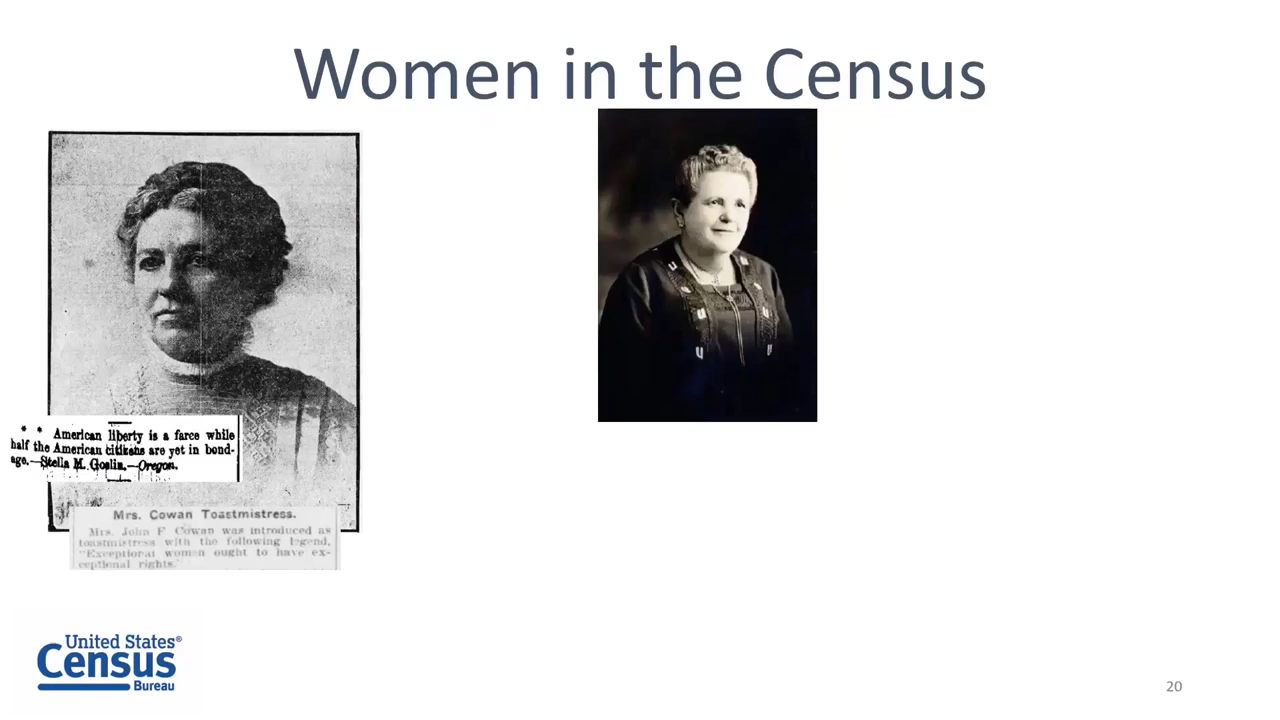 Women in the Census
* * American liberty is a farce while
half the American citizens are yet in bond-
age.—Stella M. Goslin.—Oregon.
Mrs. Cowan Toastmistress.
Mrs. John F Cowan was introduced as
toastmistress with the following legend,
"Exceptional women ought to have ex-
ceptional rights."
United States®
Census
Bureau
20